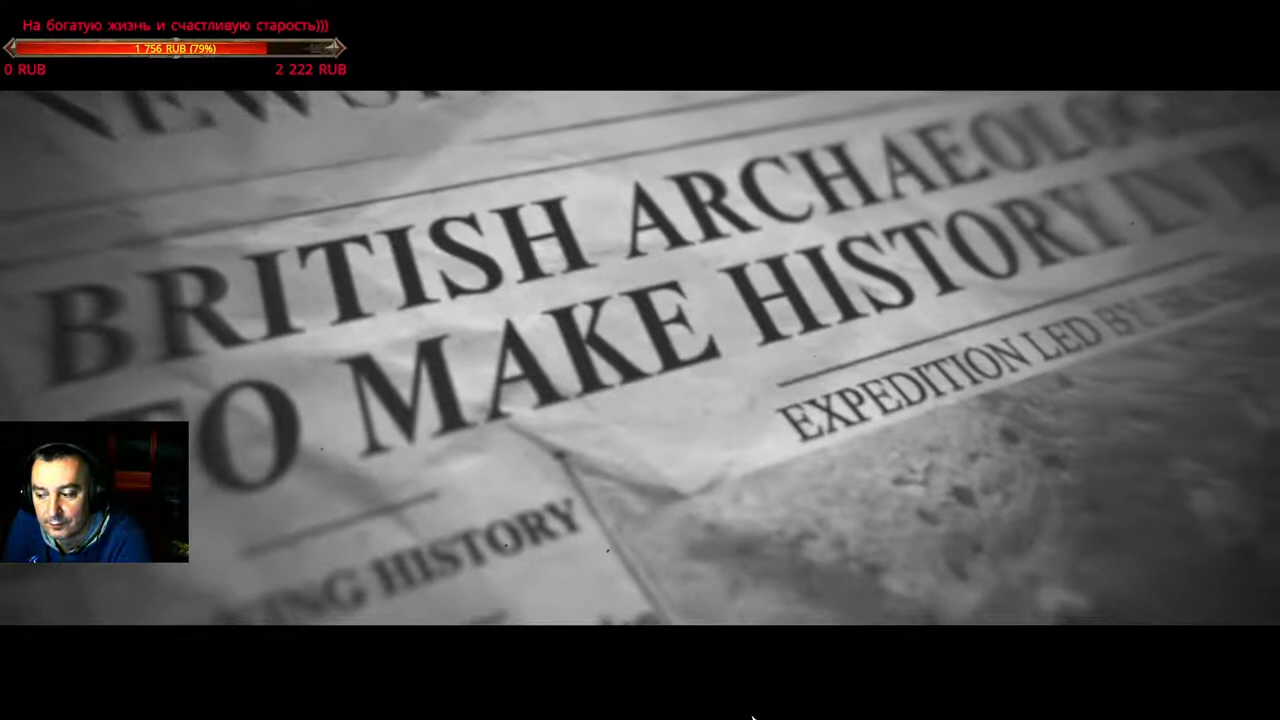 На богатую жизнь и счастливую старость)))
1 756 RUB (79%)
0 RUB
2 222 RUB
BRITISH
TO MAKE HISTORY IN
EXPEDITION LED BY
HISTORY